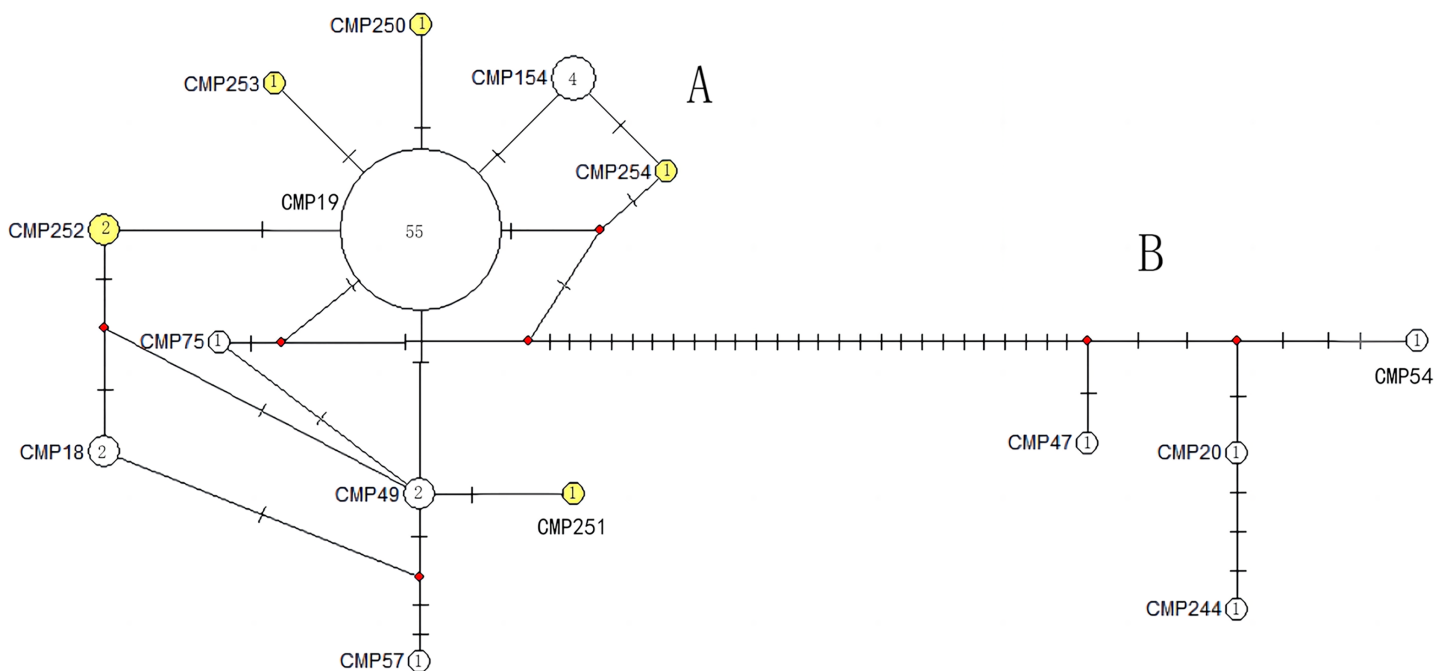 CMP250 1
CMP154 4
A
CMP253 1
CMP254 1
CMP19
55
CMP252 2
B
CMP75 1
1
CMP54
CMP47 1
CMP18 2
CMP20 1
CMP49 2
1
CMP251
CMP244 1
CMP57 1